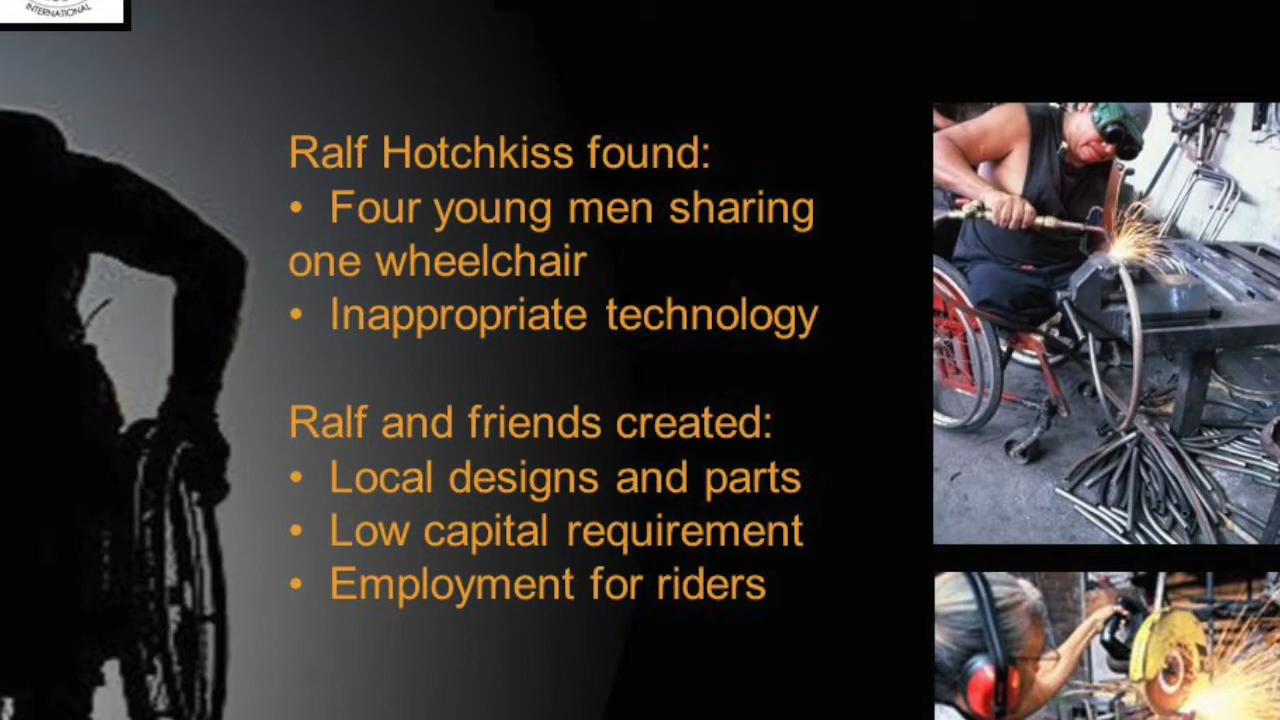 INTERNATIONAL
Ralf Hotchkiss found:
• Four young men sharing
one wheelchair
• Inappropriate technology
Ralf and friends created:
• Local designs and parts
• Low capital requirement
• Employment for riders